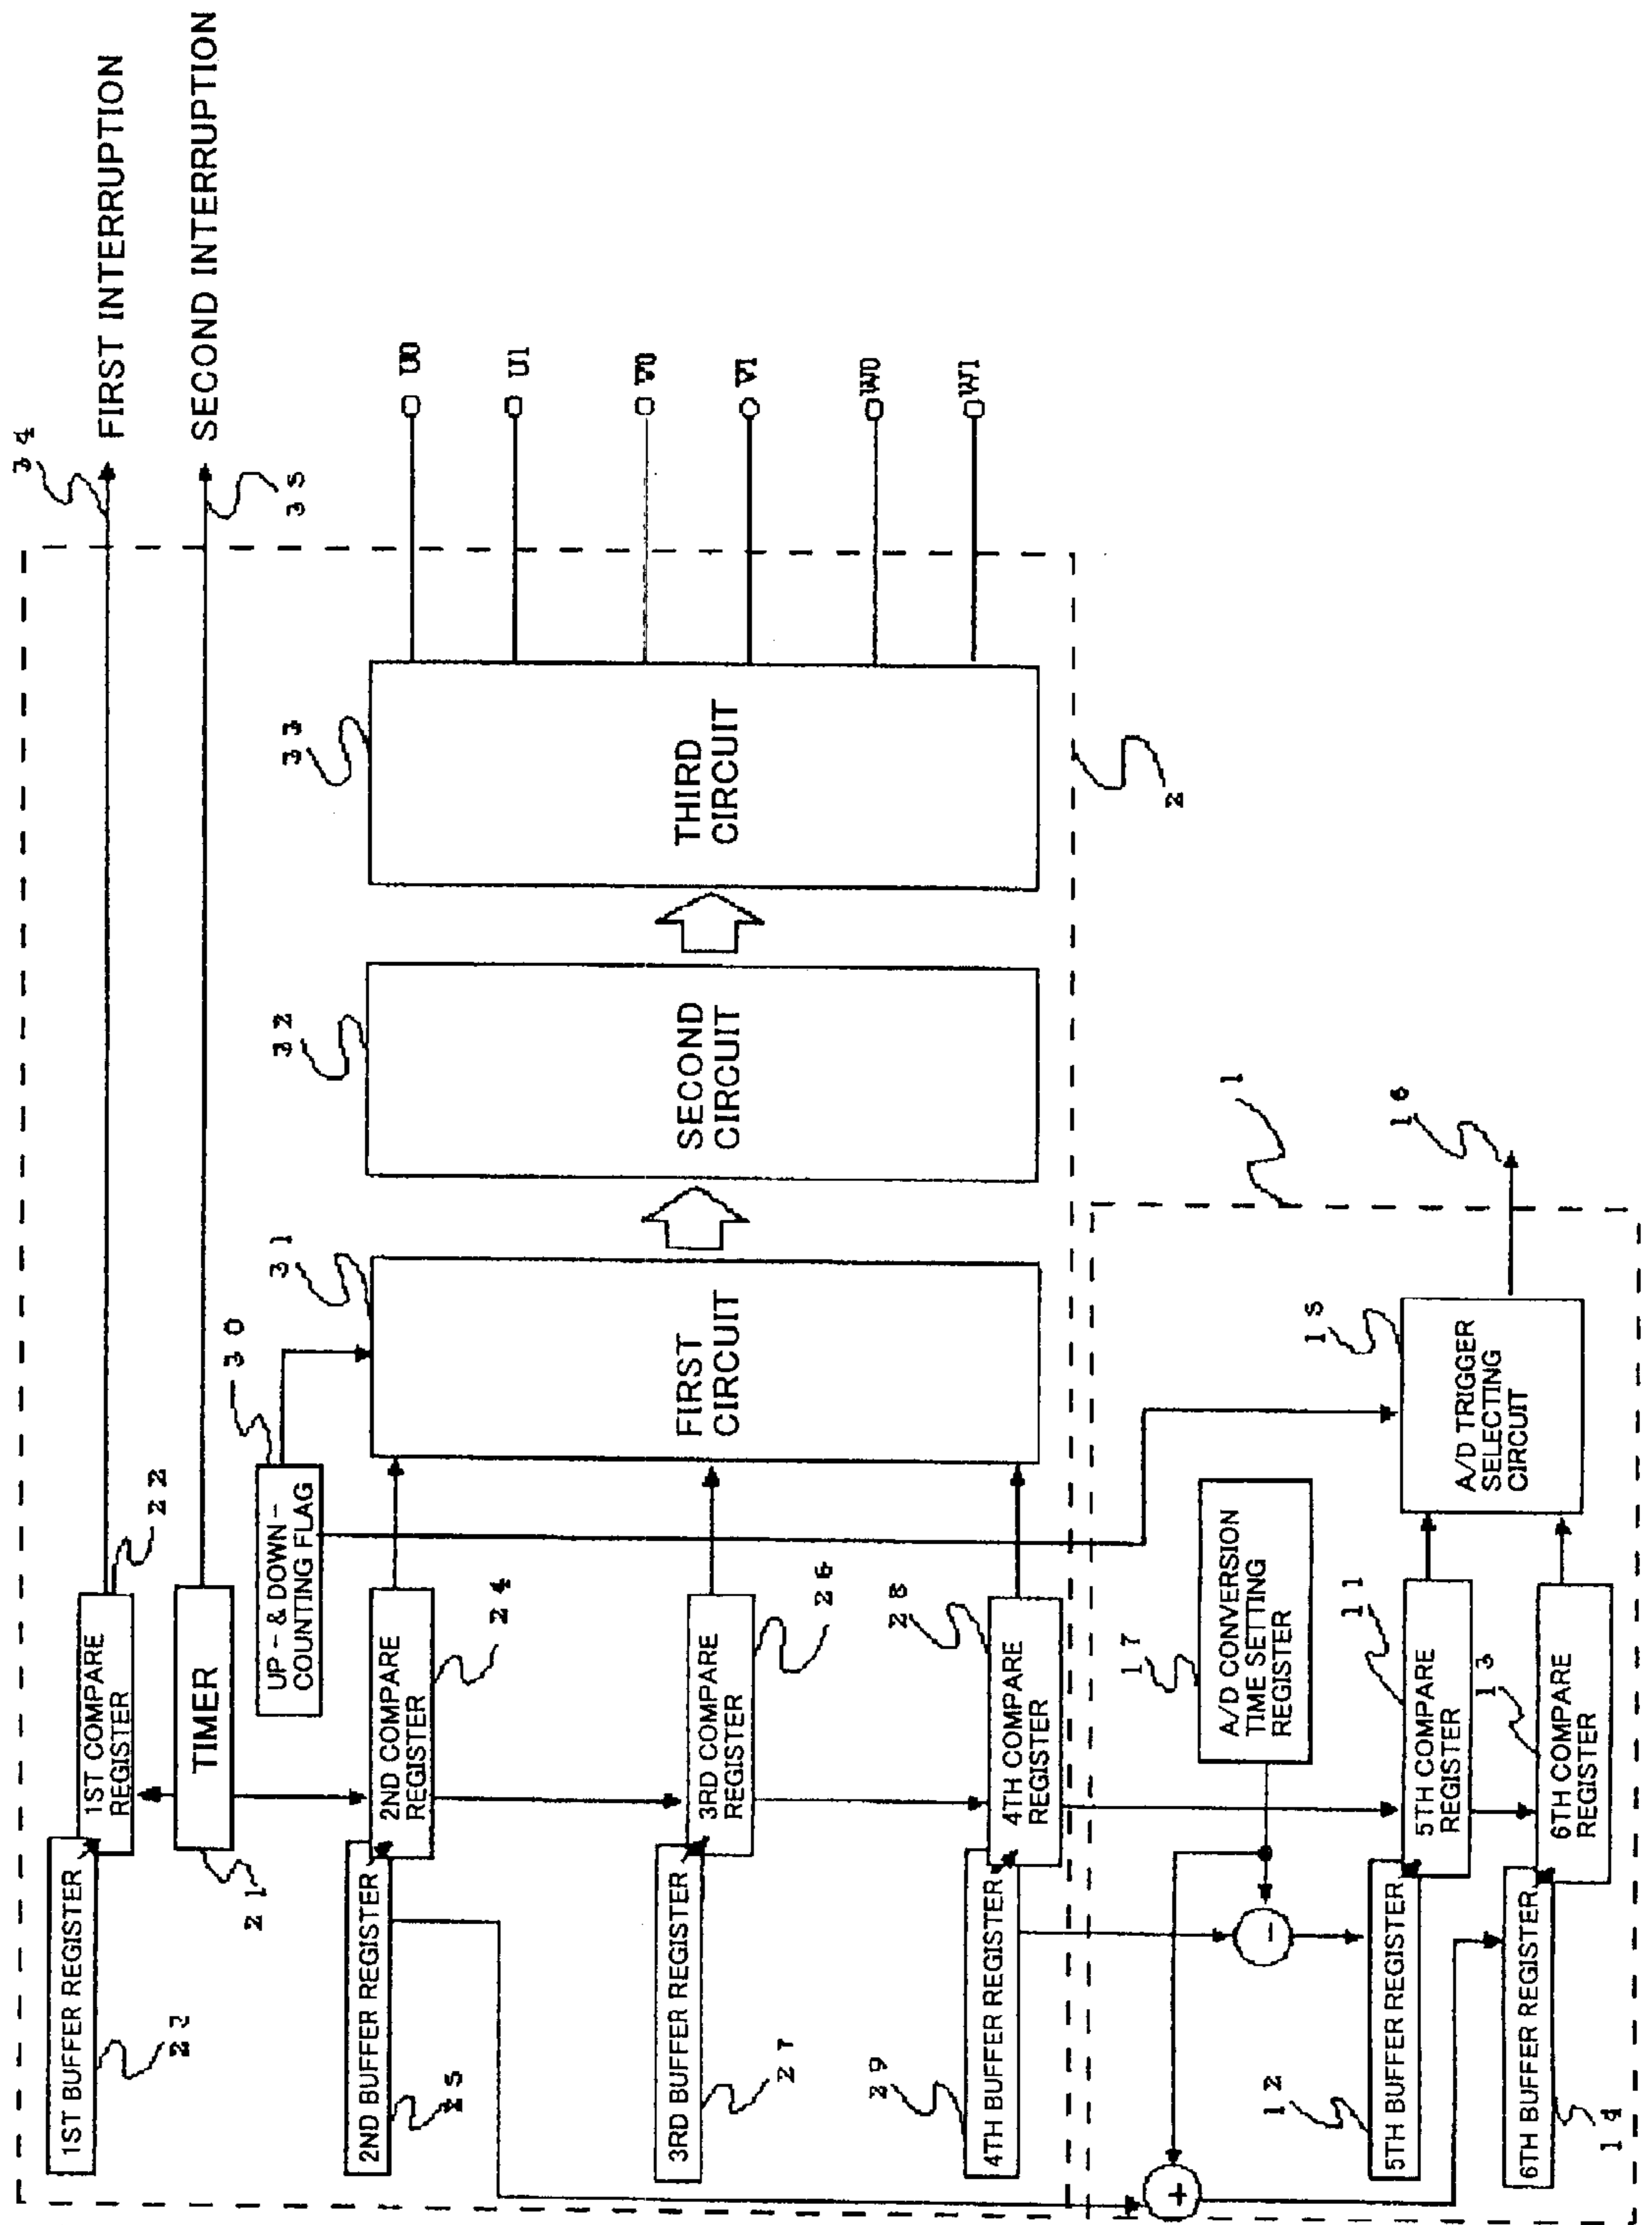 34
FIRST INTERRUPTION
35
SECOND INTERRUPTION
1ST BUFFER REGISTER
23
1ST COMPARE
REGISTER
22
TIMER
21
UP - & DOWN -
COUNTING FLAG
30
2ND BUFFER REGISTER
25
2ND COMPARE
REGISTER
24
3RD BUFFER REGISTER
27
3RD COMPARE
REGISTER
26
4TH BUFFER REGISTER
29
4TH COMPARE
REGISTER
28
FIRST
CIRCUIT
31
SECOND
CIRCUIT
32
THIRD
CIRCUIT
33
U0
U1
V0
V1
W0
W1
2
1
A/D CONVERSION
TIME SETTING
REGISTER
17
+
−
5TH BUFFER REGISTER
12
5TH COMPARE
REGISTER
11
6TH BUFFER REGISTER
14
6TH COMPARE
REGISTER
13
A/D TRIGGER
SELECTING
CIRCUIT
15
16